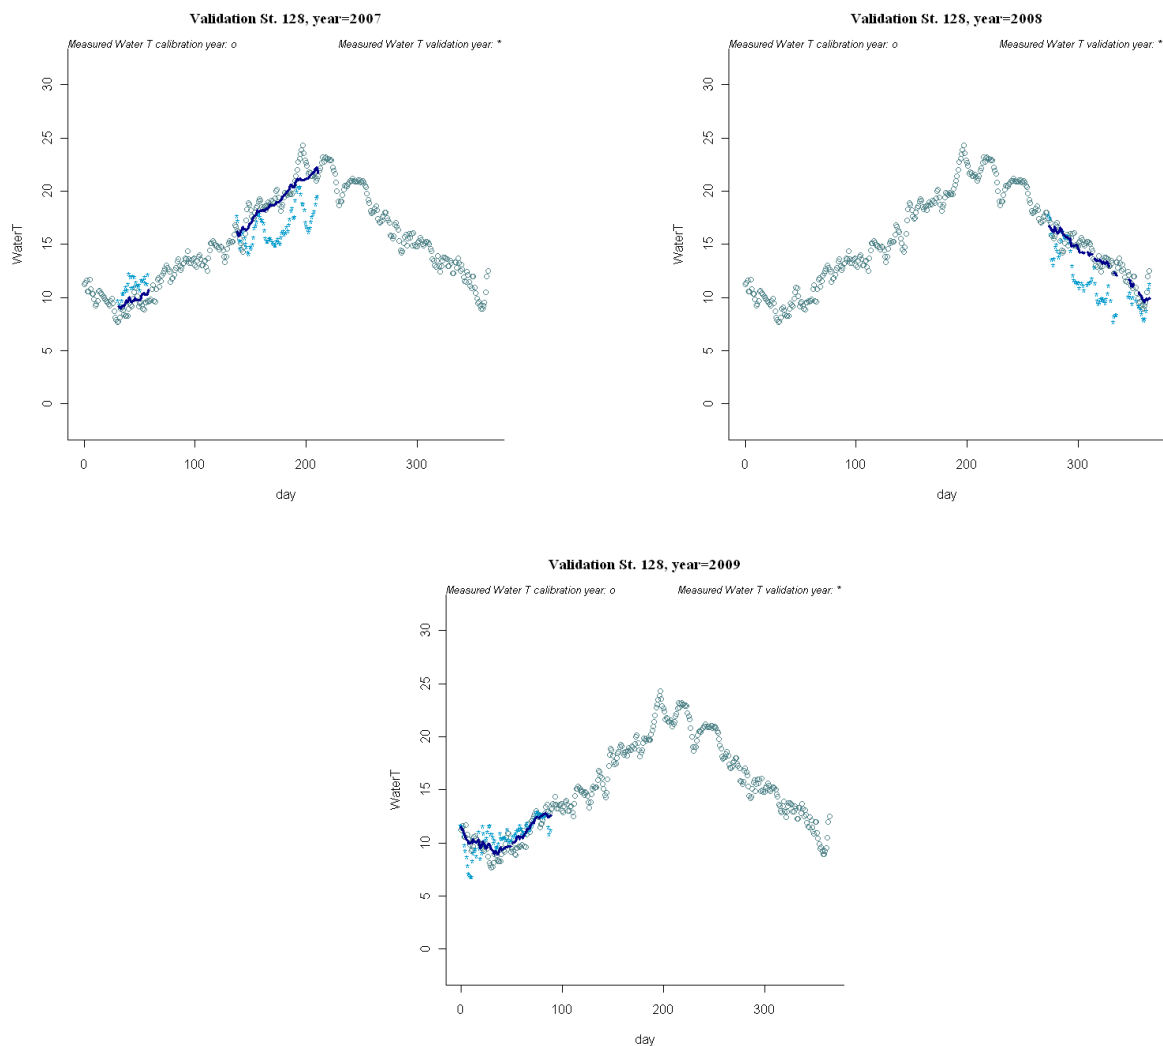 Validation St. 128, year=2007
Measured Water T calibration year: o
Measured Water T validation year: *
WaterT
30
25
20
15
10
5
0
0 100 200 300
day
Validation St. 128, year=2008
Measured Water T calibration year: o
Measured Water T validation year: *
WaterT
30
25
20
15
10
5
0
0 100 200 300
day
Validation St. 128, year=2009
Measured Water T calibration year: o
Measured Water T validation year: *
WaterT
30
25
20
15
10
5
0
0 100 200 300
day